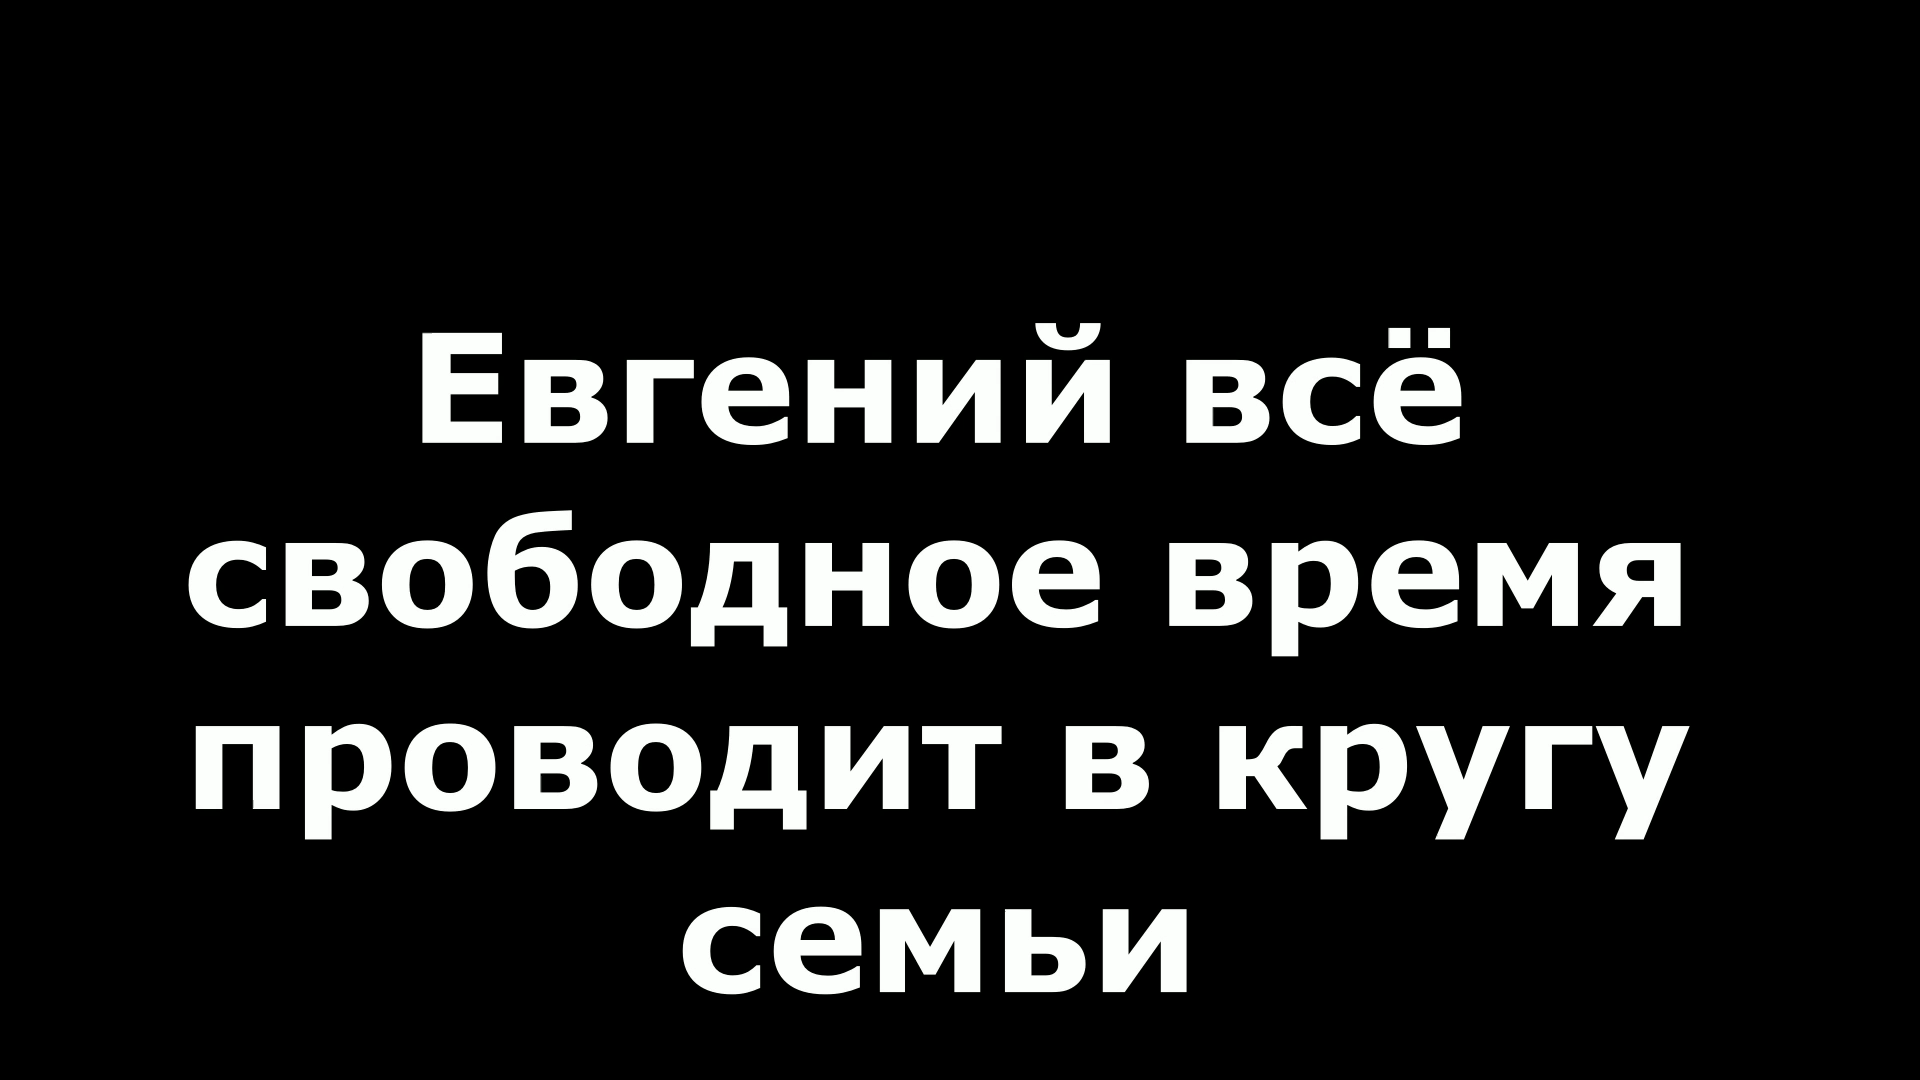 Евгений всё
свободное время
проводит в кругу
семьи